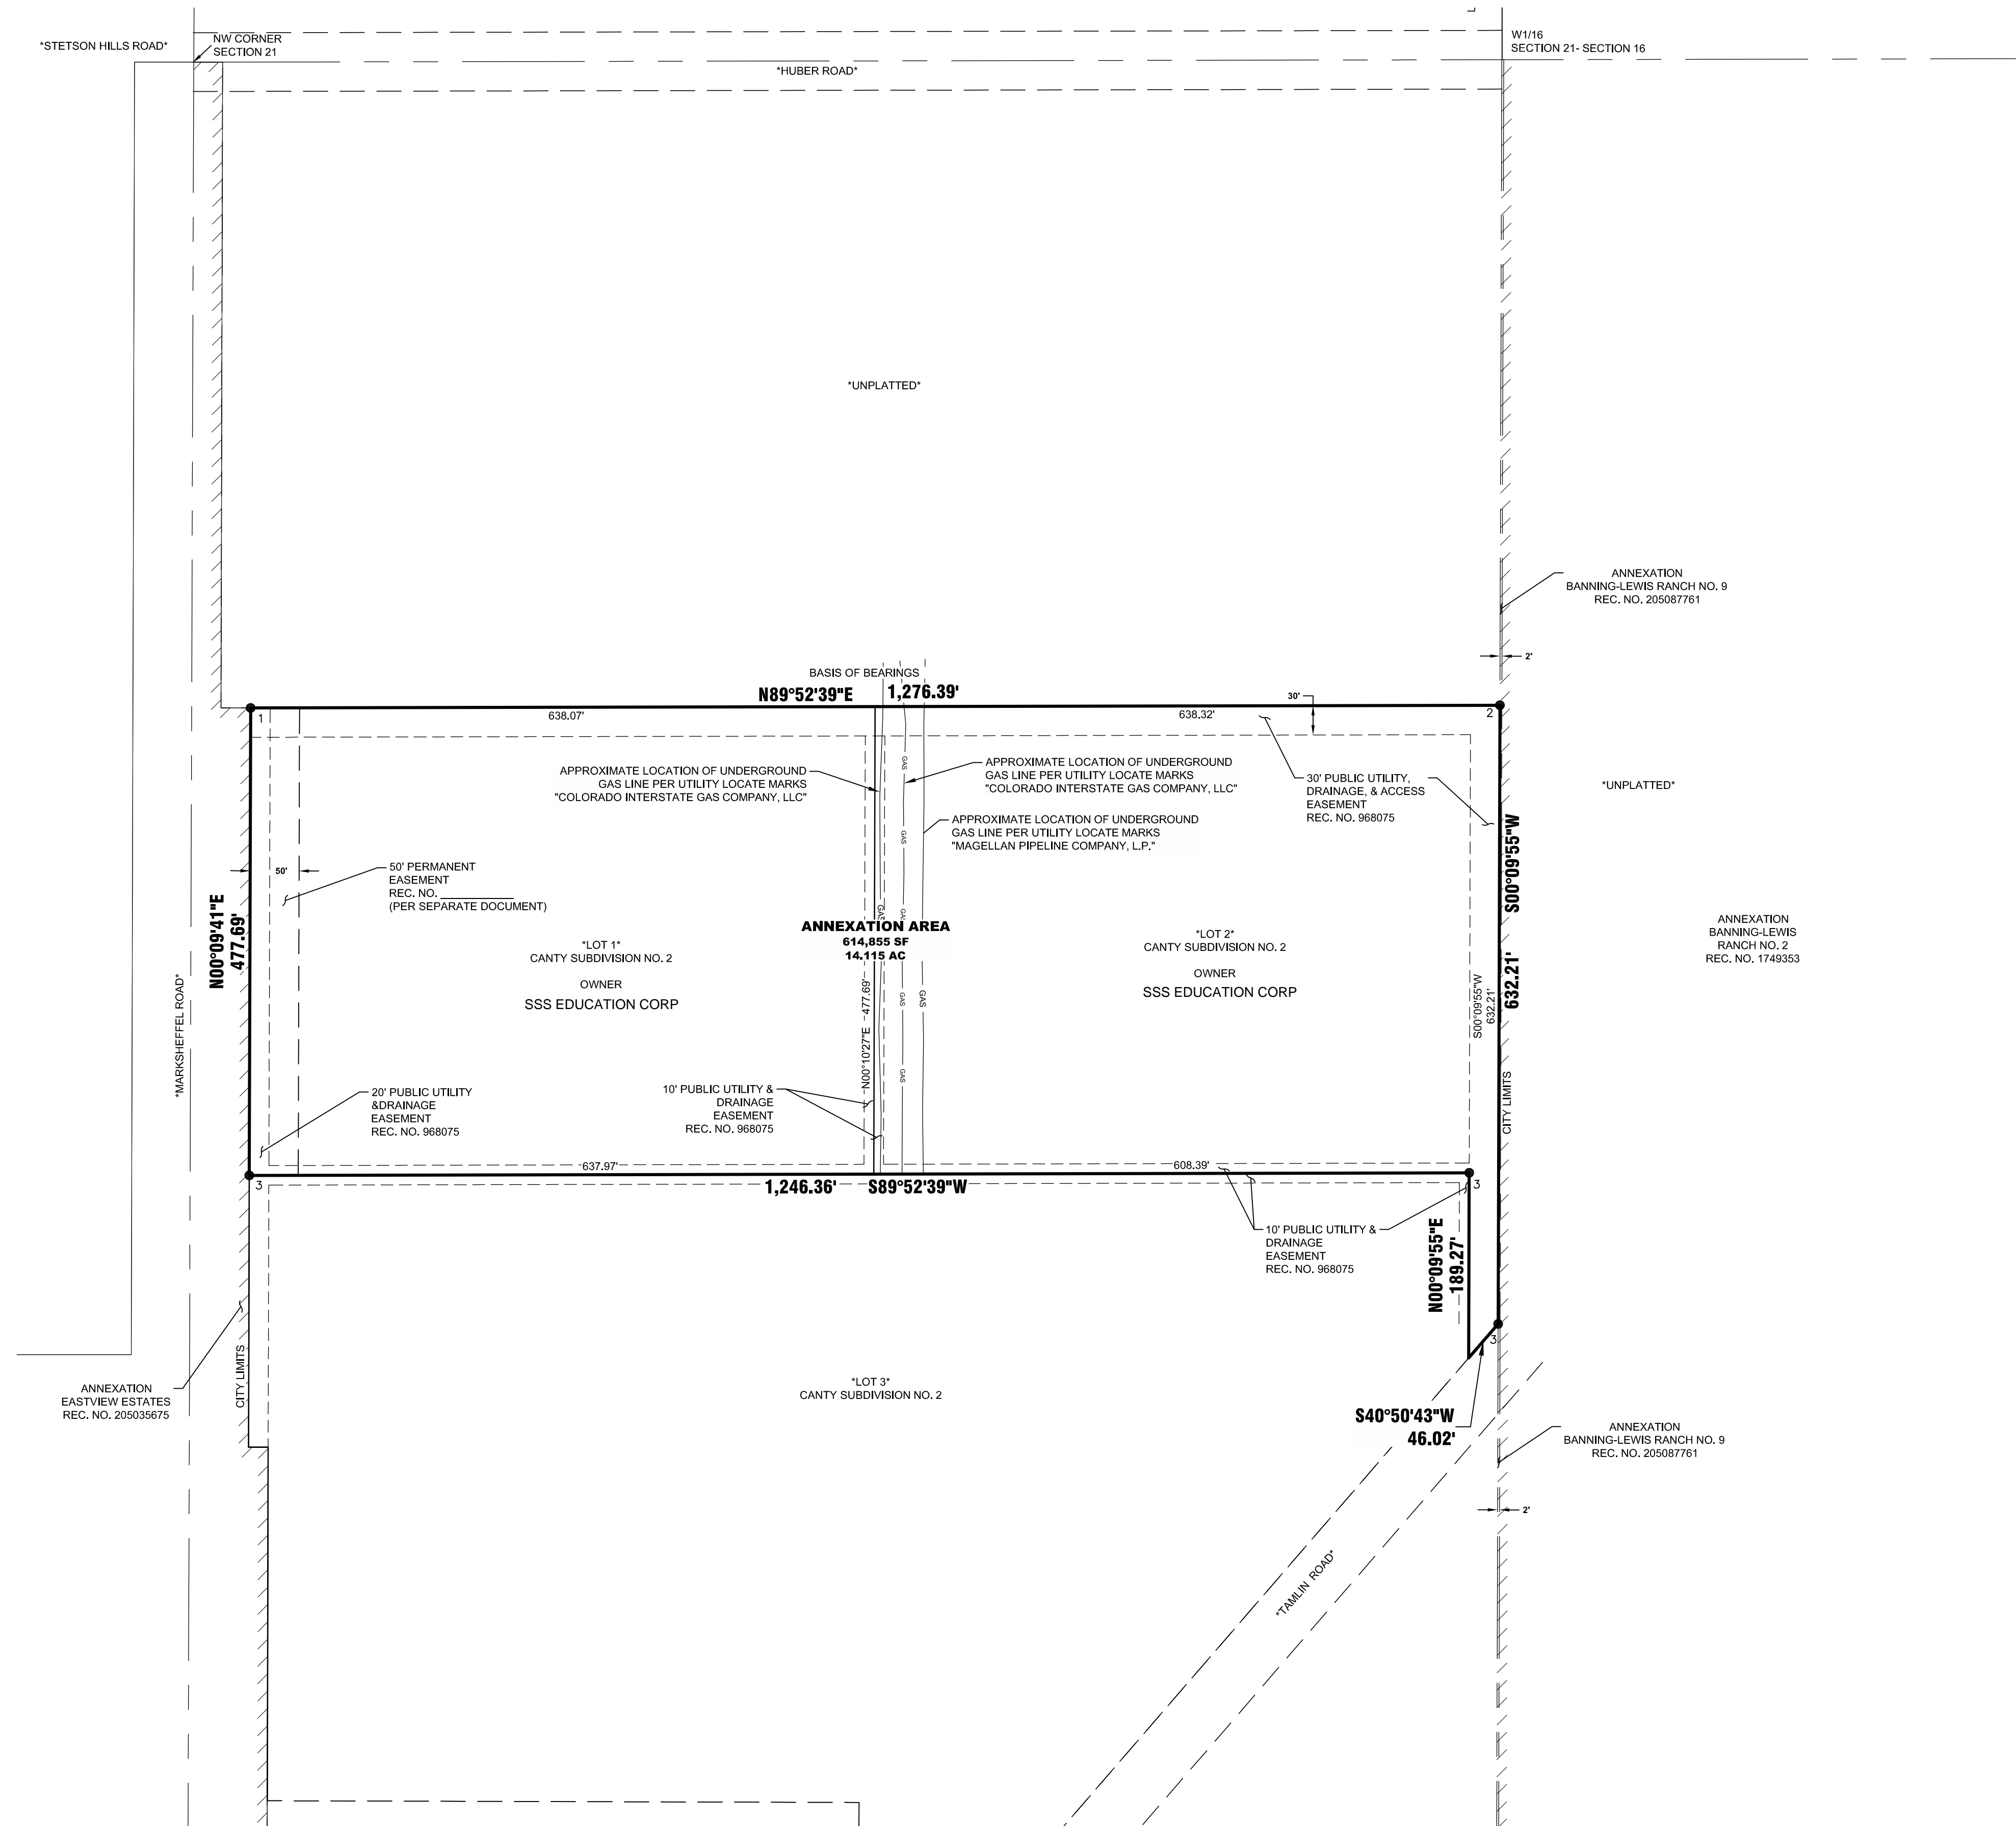 *STETSON HILLS ROAD*
NW CORNER
SECTION 21
*HUBER ROAD*
W1/16
SECTION 21- SECTION 16
*UNPLATTED*
ANNEXATION
BANNING-LEWIS RANCH NO. 9
REC. NO. 205087761
2'
BASIS OF BEARINGS
N89°52'39"E 1,276.39'
30'
1
638.07'
638.32'
2
APPROXIMATE LOCATION OF UNDERGROUND
GAS LINE PER UTILITY LOCATE MARKS
"COLORADO INTERSTATE GAS COMPANY, LLC"
GAS
APPROXIMATE LOCATION OF UNDERGROUND
GAS LINE PER UTILITY LOCATE MARKS
"COLORADO INTERSTATE GAS COMPANY, LLC"
30' PUBLIC UTILITY,
DRAINAGE, & ACCESS
EASEMENT
REC. NO. 968075
*UNPLATTED*
APPROXIMATE LOCATION OF UNDERGROUND
GAS LINE PER UTILITY LOCATE MARKS
"MAGELLAN PIPELINE COMPANY, L.P."
GAS
50'
50' PERMANENT
EASEMENT
REC. NO. ____________
(PER SEPARATE DOCUMENT)
N00°09'41"E
477.69'
S00°09'55"W
632.21'
GAS
GAS
ANNEXATION AREA
614,855 SF
14.115 AC
*LOT 1*
CANTY SUBDIVISION NO. 2
OWNER
SSS EDUCATION CORP
*LOT 2*
CANTY SUBDIVISION NO. 2
OWNER
SSS EDUCATION CORP
ANNEXATION
BANNING-LEWIS
RANCH NO. 2
REC. NO. 1749353
*MARKSHEFFEL ROAD*
N00°10'27"E 477.69'
GAS
GAS
GAS
S00°09'55"W
632.21'
CITY LIMITS
20' PUBLIC UTILITY
&DRAINAGE
EASEMENT
REC. NO. 968075
10' PUBLIC UTILITY &
DRAINAGE
EASEMENT
REC. NO. 968075
637.97'
608.39'
3
1,246.36' S89°52'39"W
3
10' PUBLIC UTILITY &
DRAINAGE
EASEMENT
REC. NO. 968075
N00°09'55"E
189.27'
3
CITY LIMITS
ANNEXATION
EASTVIEW ESTATES
REC. NO. 205035675
*LOT 3*
CANTY SUBDIVISION NO. 2
S40°50'43"W
46.02'
ANNEXATION
BANNING-LEWIS RANCH NO. 9
REC. NO. 205087761
2'
*TAMLIN ROAD*